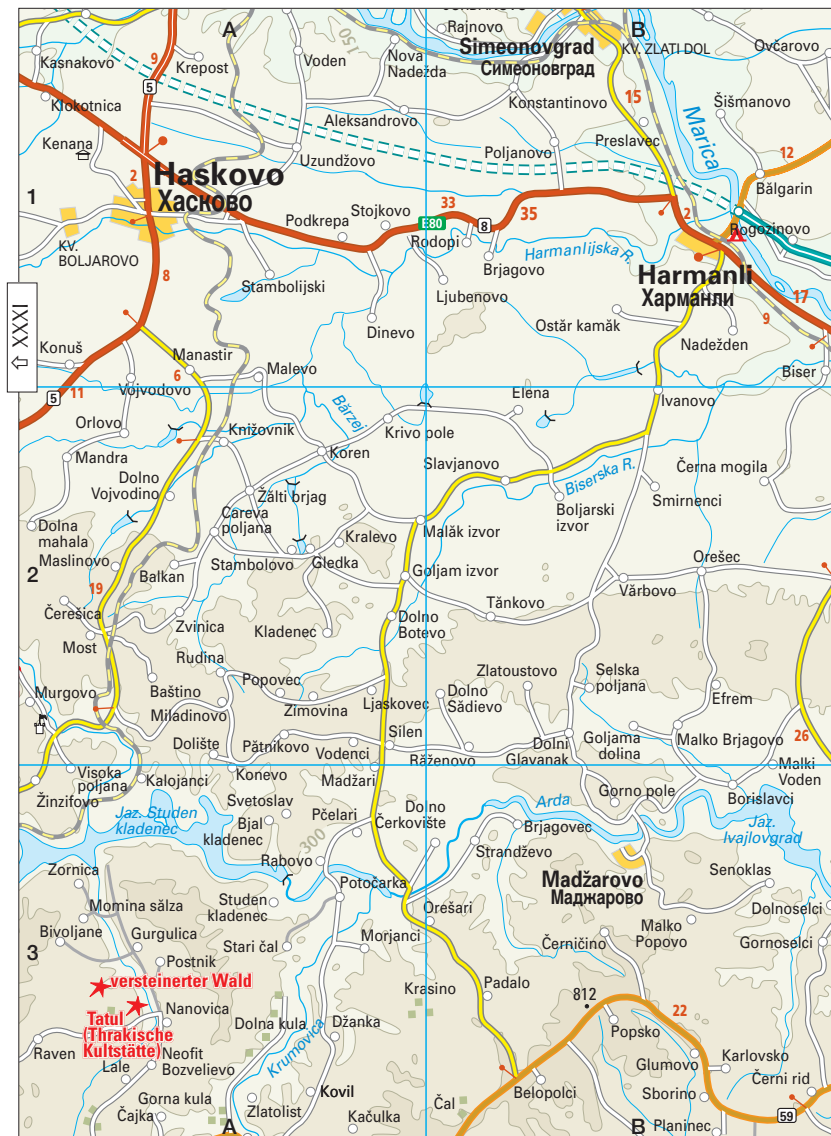 A
B
Rajnovo
Simeonovgrad
Симеоновград
KV. ZLATI DOL
Ovčarovo
Kasnakovo
9
Krepost
Voden
150
Nova
Nadežda
5
Klokotnica
Konstantinovo
15
Marica
Šišmanovo
Aleksandrovo
Kenana
Uzundžovo
Poljanovo
Preslavec
12
2
Haskovo
ХАСКОВО
1
Bălgarin
33
35
2
Podkrepa
Stojkovo
E80
8
Rodopi
Rogozinovo
KV.
BOLJAROVO
Harmanlijska R.
Brjagovo
8
Stambolijski
Ljubenovo
Harmanli
Харманли
17
XXXI
Dinevo
Ostăr kamăk
9
Nadežden
Konuš
Manastir
Malevo
Biser
6
11
5
Vojvodovo
Elena
Ivanovo
Orlovo
Bărzej
Knižovnik
Krivo pole
Mandra
Koren
Slavjanovo
Biserska R.
Černa mogila
Dolno
Vojvodino
Žălti brjag
Careva
poljana
Boljarski
izvor
Smirnenci
Dolna
mahala
Malăk izvor
Kralevo
Maslinovo
Balkan
Stambolovo
Gledka
Goljam izvor
Orešec
2
19
Vărbovo
Čerešica
Zvinica
Kladenec
Dolno
Botevo
Tănkovo
Most
Rudina
Zlatoustovo
Selska
poljana
Murgovo
Baštino
Popovec
Ljaskovec
Dolno
Sădievo
Efrem
Miladinovo
Zimovina
Silen
Goljama
dolina
Malko Brjagovo
26
Dolište
Pătnikovo
Vodenci
Răženovo
Dolni
Glavanak
Malki
Voden
Visoka
poljana
Kalojanci
Konevo
Madžari
Gorno pole
Borislavci
Žinzifovo
Jaz. Studen
kladenec
Svetoslav
Dolno
Čerkovište
Arda
Pčelari
Brjagovec
Jaz.
Ivajlovgrad
Bjal
kladenec
300
Strandževo
Rabovo
Zornica
Potočarka
Madžarovo
Маджарово
Senoklas
Studen
kladenec
Momina sălza
Orešari
Dolnoselci
Bivoljane
Gurgulica
Malko
Popovo
3
Stari čal
Morjanci
Černičino
Gornoselci
Postnik
versteinerter Wald
Krasino
Padalo
812
22
Nanovica
Tatul
(Thrakische
Kultstätte)
Dolna kula
Džanka
Popsko
Raven
Neofit
Bozvelievo
Krumovica
Glumovo
Karlovsko
Lale
Kovil
Belopolci
Černi rid
Gorna kula
Čal
Sborino
Zlatolist
59
Čajka
Kačulka
Planinec
A
B